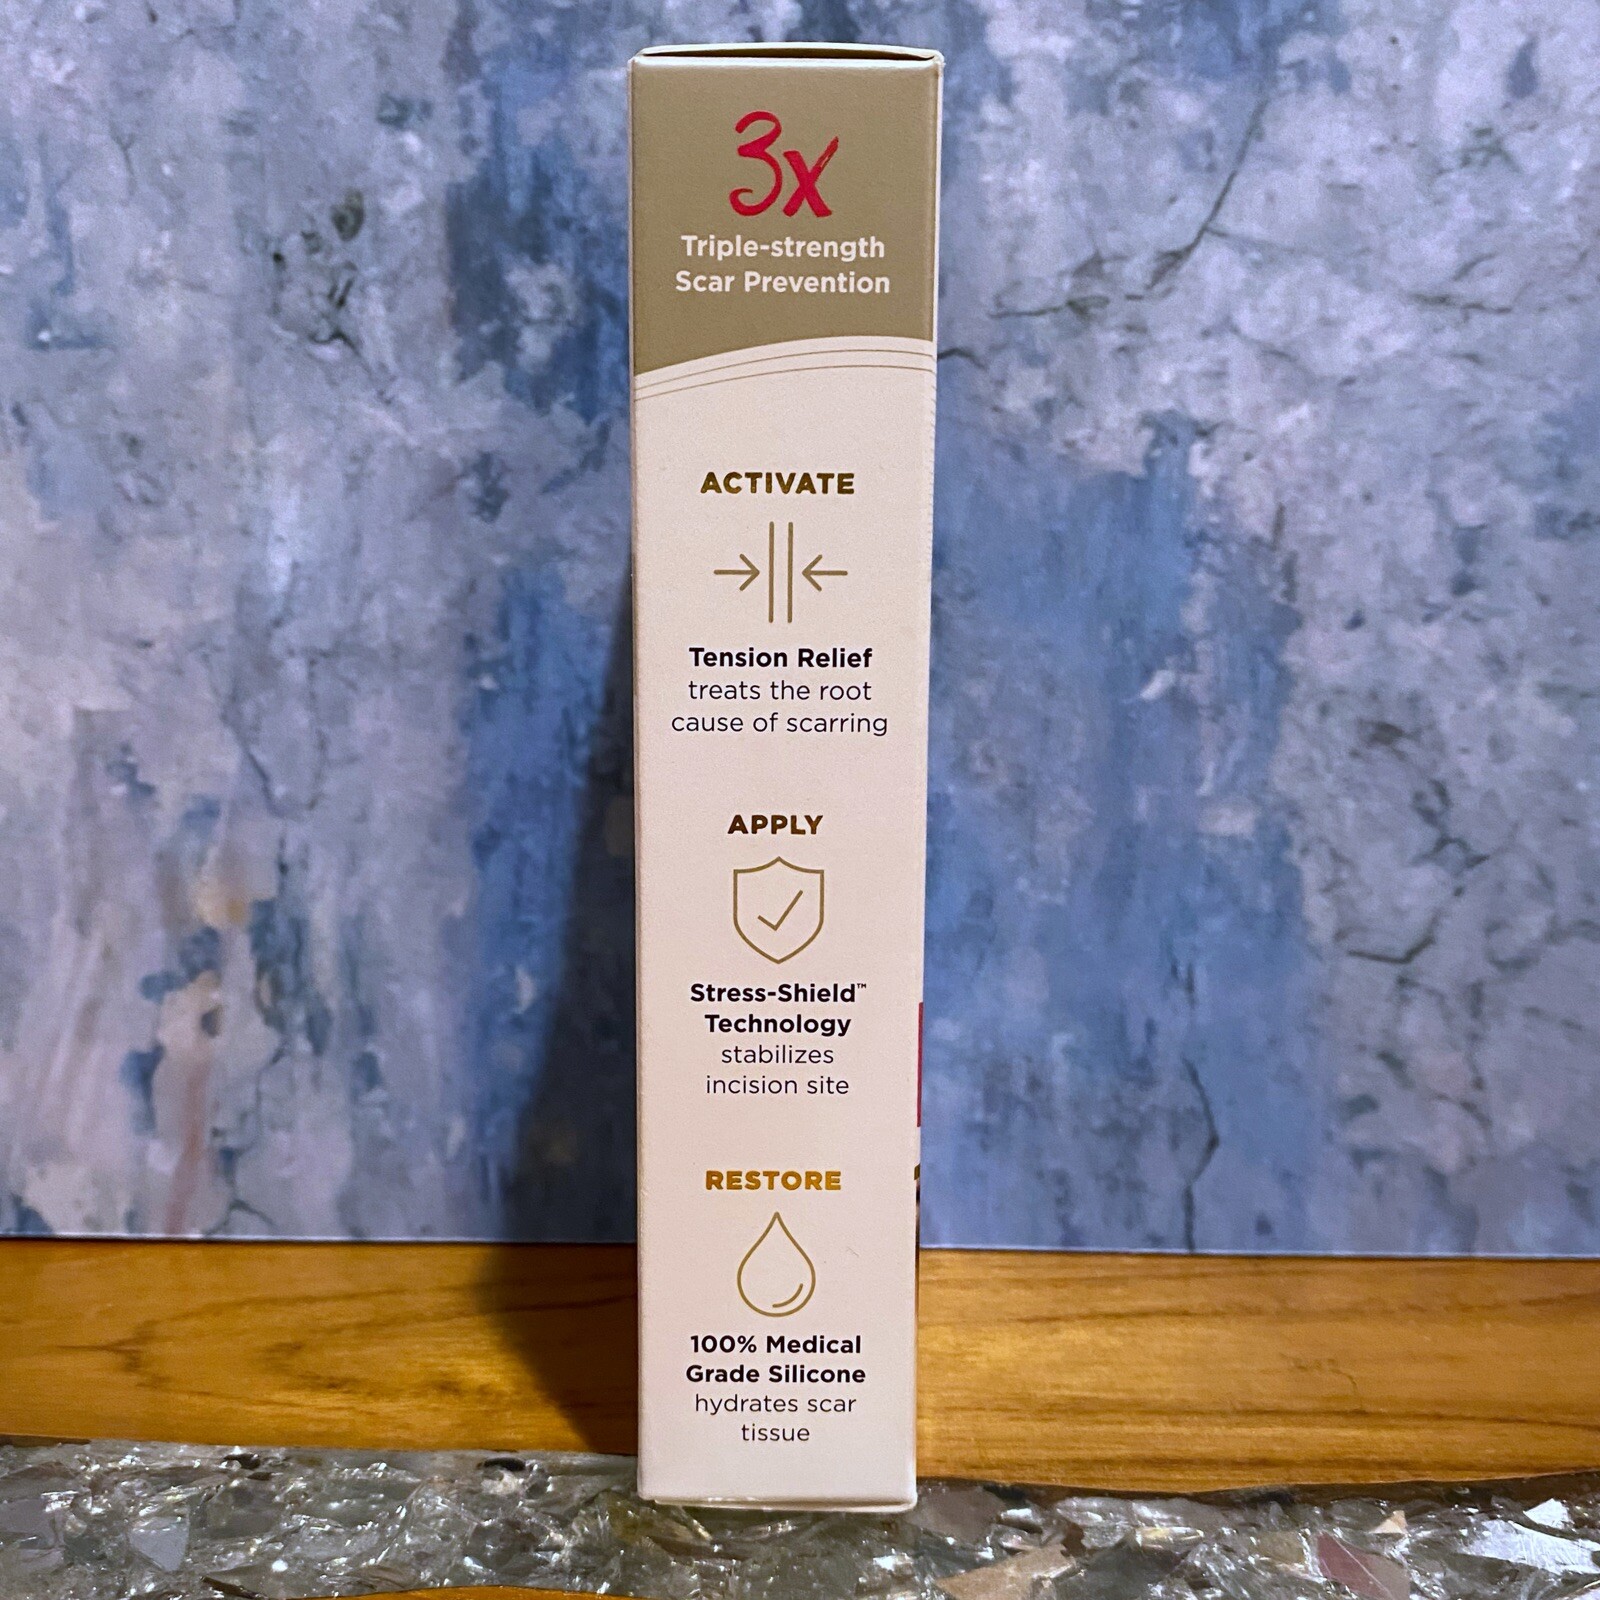 3x
Triple-strength
Scar Prevention
ACTIVATE
Tension Relief
treats the root
cause of scarring
APPLY
Stress-Shield™
Technology
stabilizes
incision site
RESTORE
100% Medical
Grade Silicone
hydrates scar
tissue